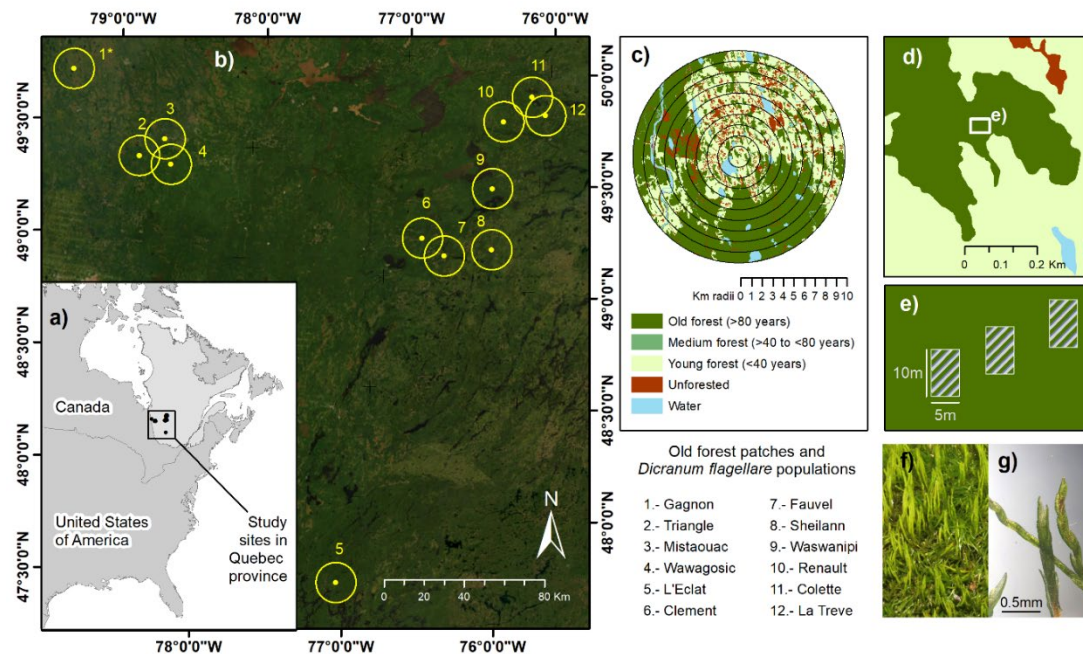 79°0'0"W
78°0'0"W
77°0'0"W
76°0'0"W
49°30'0"N
49°0'0"N
48°30'0"N
48°0'0"N
47°30'0"N
b)
1*
2
3
4
5
6
7
8
9
10
11
12
N
0 20 40 80 Km
a)
Canada
United States
of America
Study
sites in
Quebec
province
78°0'0"W
77°0'0"W
76°0'0"W
50°0'0"N
49°30'0"N
49°0'0"N
48°30'0"N
48°0'0"N
c)
Km radii 0 1 2 3 4 5 6 7 8 9 10
Old forest (>80 years)
Medium forest (>40 to <80 years)
Young forest (<40 years)
Unforested
Water
d)
e)
0 0.1 0.2
Km
e)
10m
5m
Old forest patches and
Dicranum flagellare populations
1.- Gagnon
2.- Triangle
3.- Mistaouac
4.- Wawagosic
5.- L'Eclat
6.- Clement
7.- Fauvel
8.- Sheilann
9.- Waswanipi
10.- Renault
11.- Colette
12.- La Treve
f)
g)
0.5mm